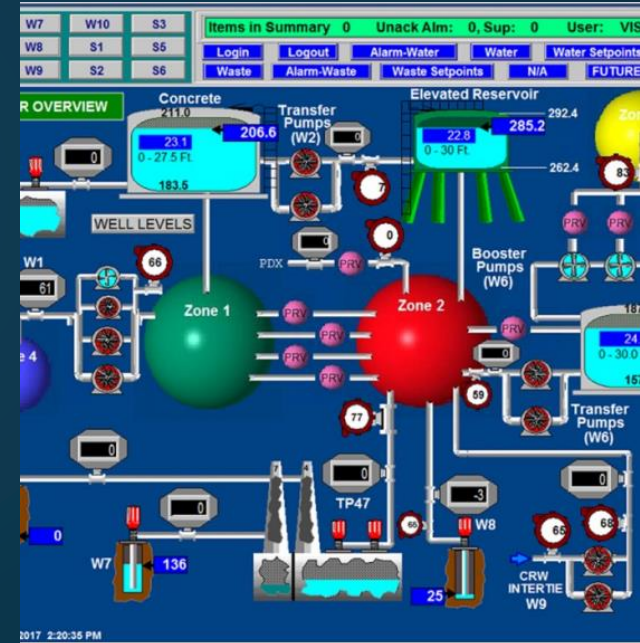 W7 W10 S3
W8 S1 S5
W9 S2 S6
Items in Summary 0 Unack Alm: 0, Sup: 0 User: VIS
Login Logout Alarm-Water Water Water Setpoints
Waste Alarm-Waste Waste Setpoints N/A FUTURE
R OVERVIEW
Concrete
211.0
206.6
23.1
0 - 27.5 Ft.
183.5
Transfer
Pumps
(W2)
0
7
Elevated Reservoir
292.4
285.2
22.8
0 - 30 Ft.
262.4
Zon
83
0
WELL LEVELS
0
0
PDX
PRV
PRV
PRV
W1
61
66
Zone 1
PRV
PRV
PRV
PRV
Zone 2
PRV
Booster
Pumps
(W6)
24.
0 - 30.0
157
e 4
0
59
77
Transfer
Pumps
(W6)
0
0
TP47
0
7
-3
0
0
W7
136
65
W8
25
65
68
CRW
INTERTIE
W9
2017 2:20:35 PM